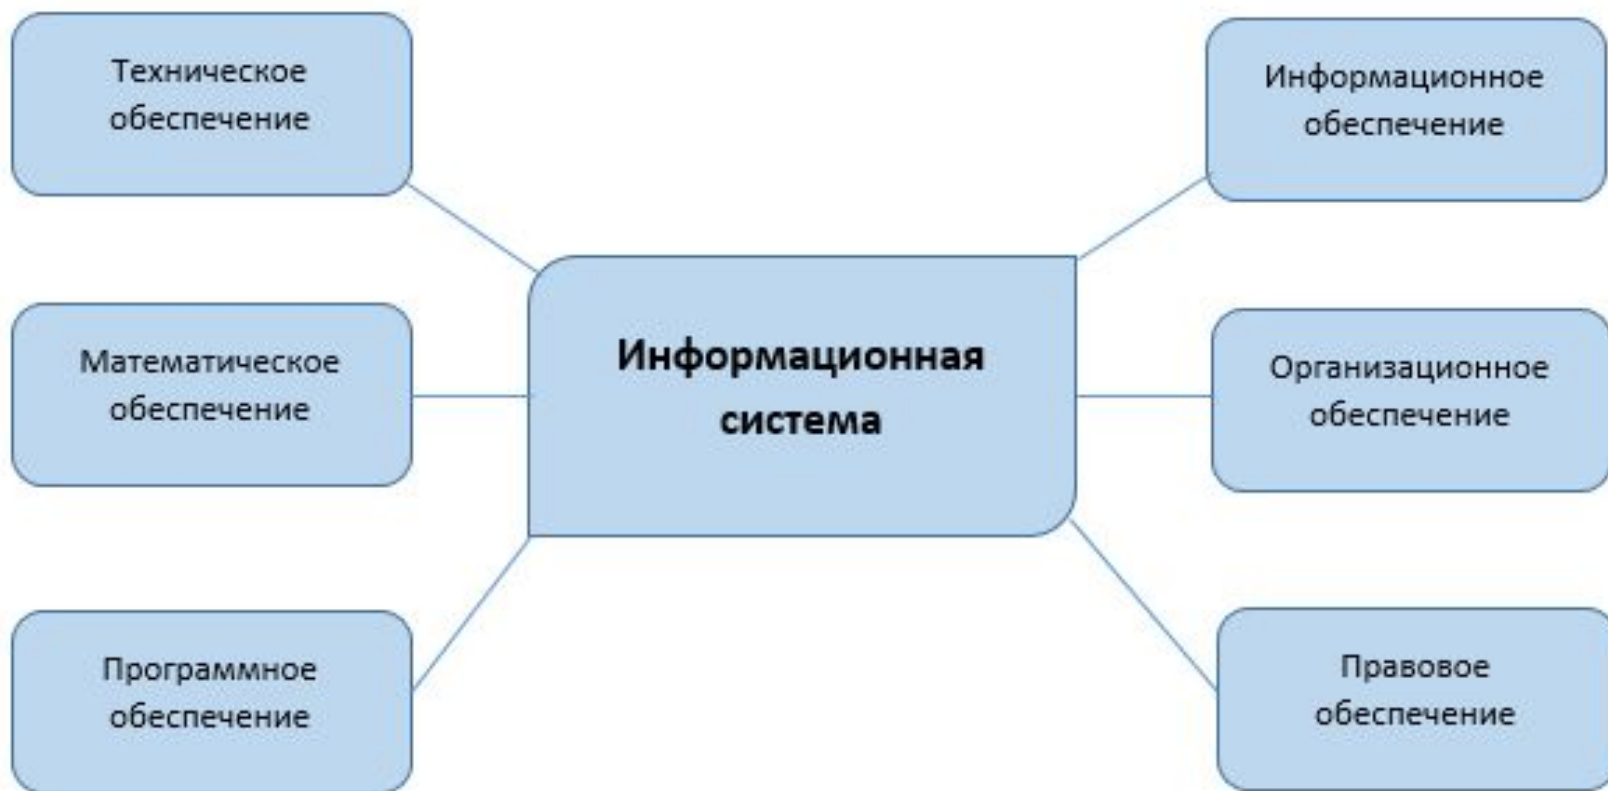 Техническое
обеспечение
Информационное
обеспечение
Информационная
система
Математическое
обеспечение
Организационное
обеспечение
Программное
обеспечение
Правовое
обеспечение